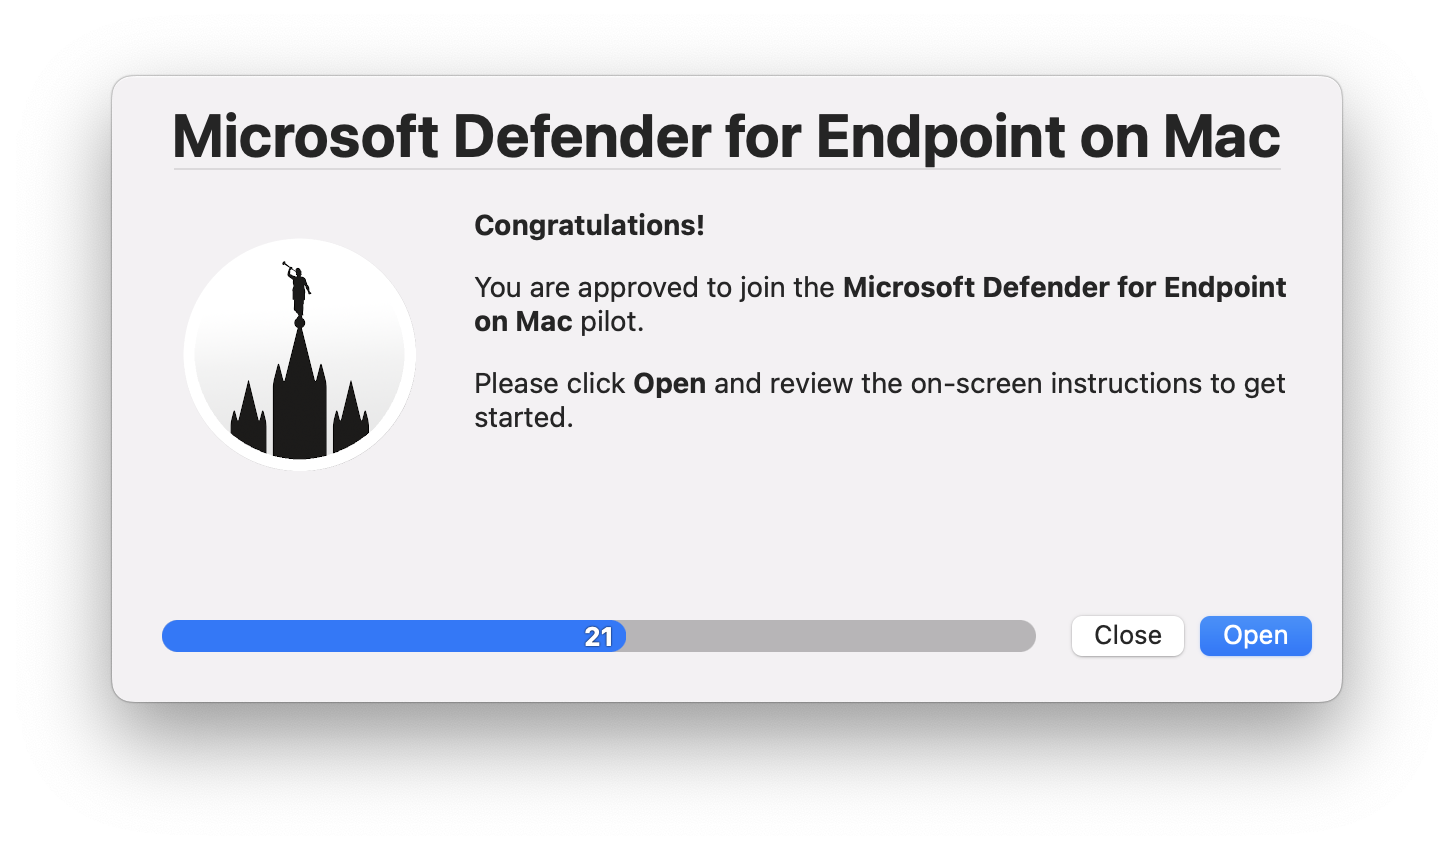 Microsoft Defender for Endpoint on Mac
Congratulations!
You are approved to join the Microsoft Defender for Endpoint
on Mac pilot.
Please click Open and review the on-screen instructions to get
started.
21
Close
Open